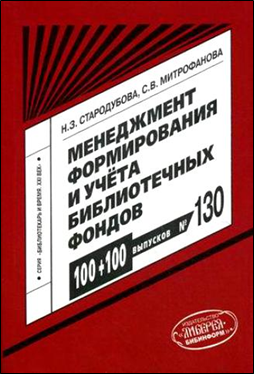 Н.З. СТАРОДУБОВА, С.В. МИТРОФАНОВА
МЕНЕДЖМЕНТ
ФОРМИРОВАНИЯ
И УЧЁТА
БИБЛИОТЕЧНЫХ
ФОНДОВ
100+100 ВЫПУСКОВ № 130
СЕРИЯ «БИБЛИОТЕКАРЬ И ВРЕМЯ. XXI ВЕК»
ИЗДАТЕЛЬСТВО
«ЛИБЕРЕЯ-
БИБИНФОРМ»